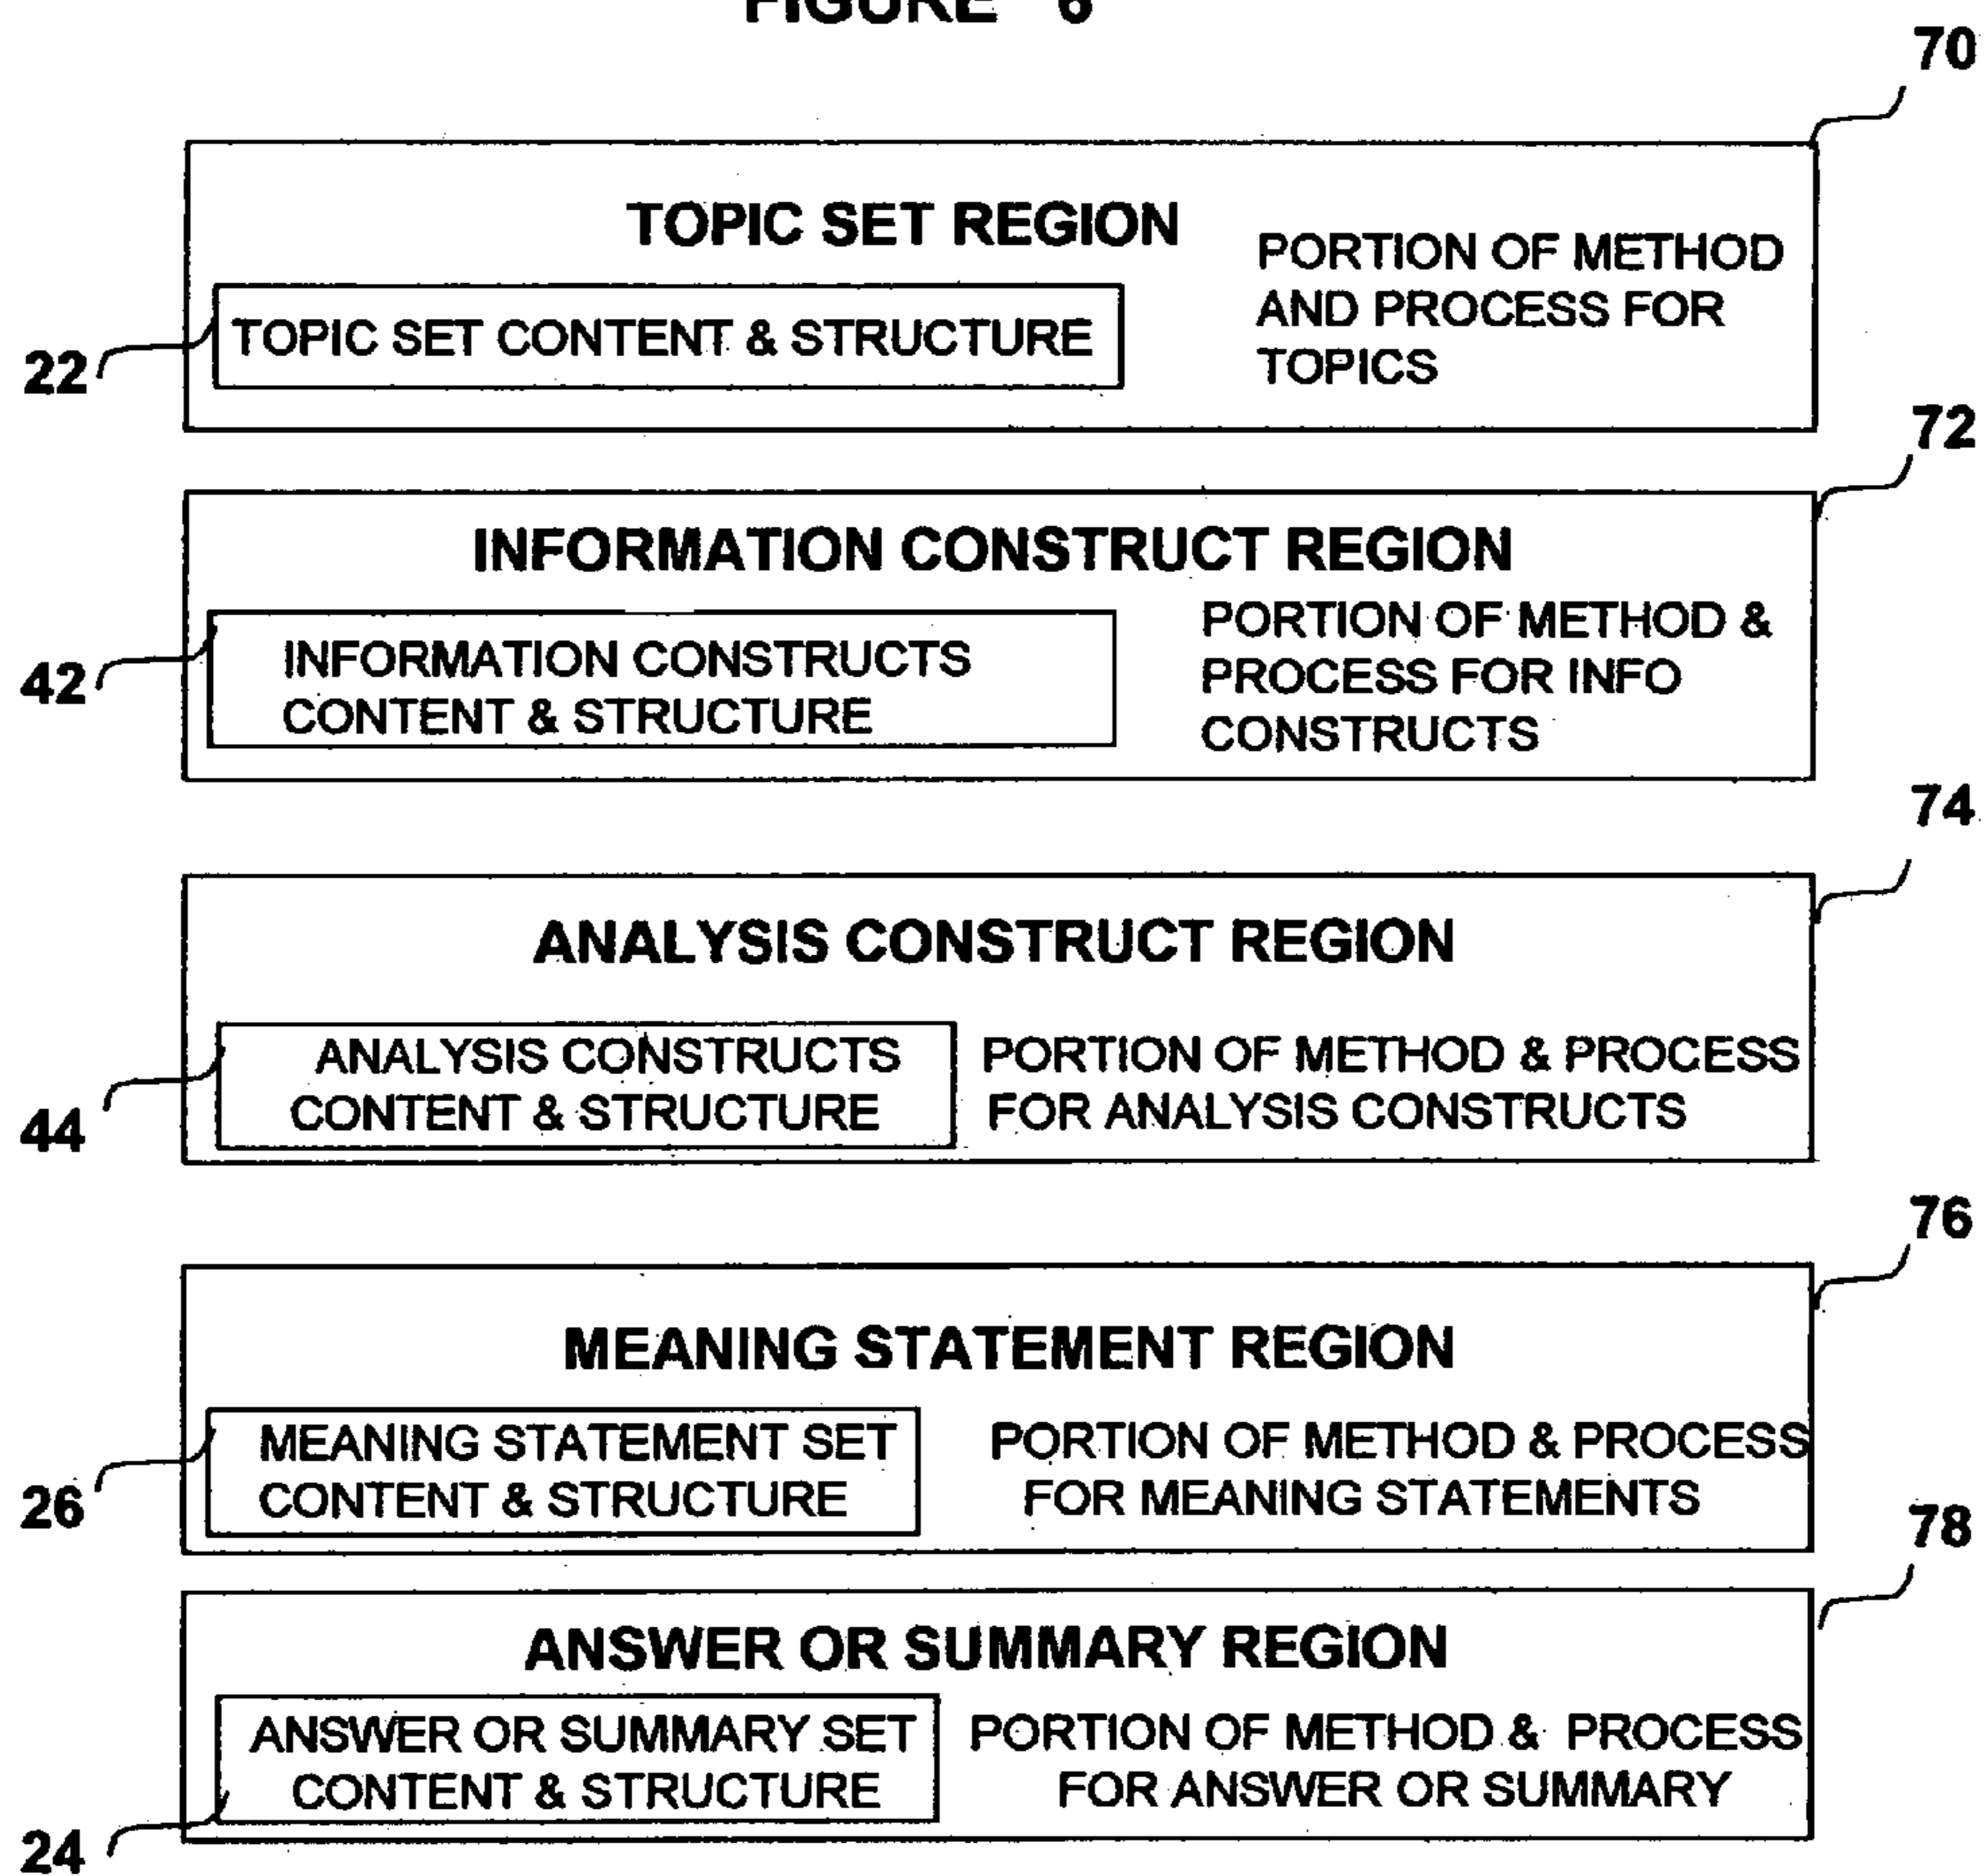 FIGURE 6
70
TOPIC SET REGION
PORTION OF METHOD
AND PROCESS FOR
TOPICS
TOPIC SET CONTENT & STRUCTURE
22
72
INFORMATION CONSTRUCT REGION
INFORMATION CONSTRUCTS
CONTENT & STRUCTURE
PORTION OF METHOD &
PROCESS FOR INFO
CONSTRUCTS
42
74
ANALYSIS CONSTRUCT REGION
ANALYSIS CONSTRUCTS
CONTENT & STRUCTURE
PORTION OF METHOD & PROCESS
FOR ANALYSIS CONSTRUCTS
44
76
MEANING STATEMENT REGION
MEANING STATEMENT SET
CONTENT & STRUCTURE
PORTION OF METHOD & PROCESS
FOR MEANING STATEMENTS
26
78
ANSWER OR SUMMARY REGION
ANSWER OR SUMMARY SET
CONTENT & STRUCTURE
PORTION OF METHOD & PROCESS
FOR ANSWER OR SUMMARY
24